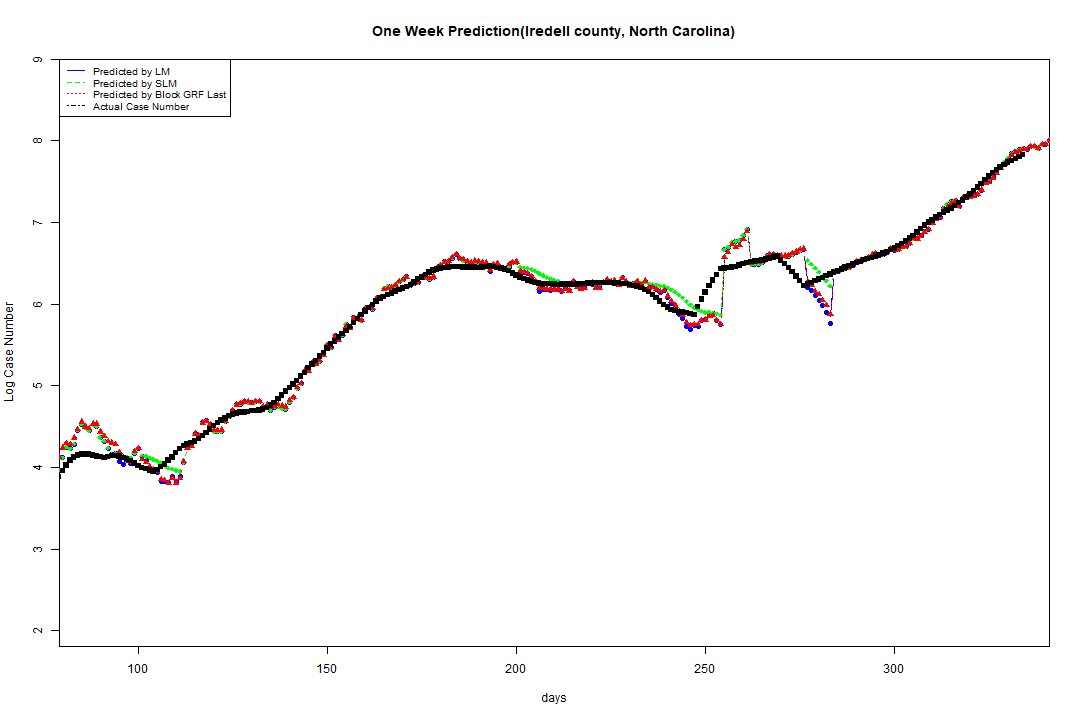 One Week Prediction(Iredell county, North Carolina)
Predicted by LM
Predicted by SLM
Predicted by Block GRF Last
Actual Case Number
Log Case Number
9
8
7
6
5
4
3
2
100 150 200 250 300
days